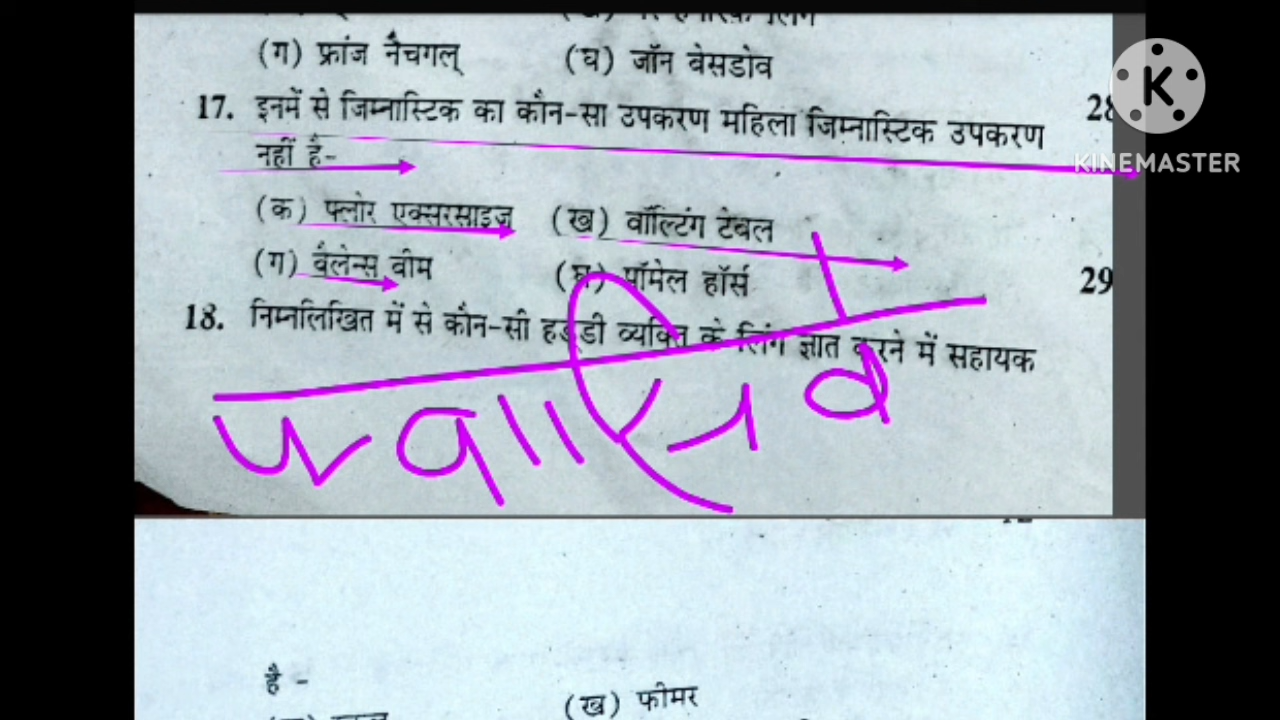 (ग) फ्रांज नैचगल् (घ) जॉन बेसडोव
17. इनमें से जिम्नास्टिक का कौन-सा उपकरण महिला जिम्नास्टिक उपकरण 28
नहीं है-
KINEMASTER
(क) फ्लोर एक्सरसाइज (ख) वॉल्टिंग टेबल
(ग) बैलेन्स बीम (घ) पॉमेल हॉर्स 29
18. निम्नलिखित में से कौन-सी हड्डी व्यक्ति के लिंग ज्ञात करने में सहायक
है -
(ख) फीमर